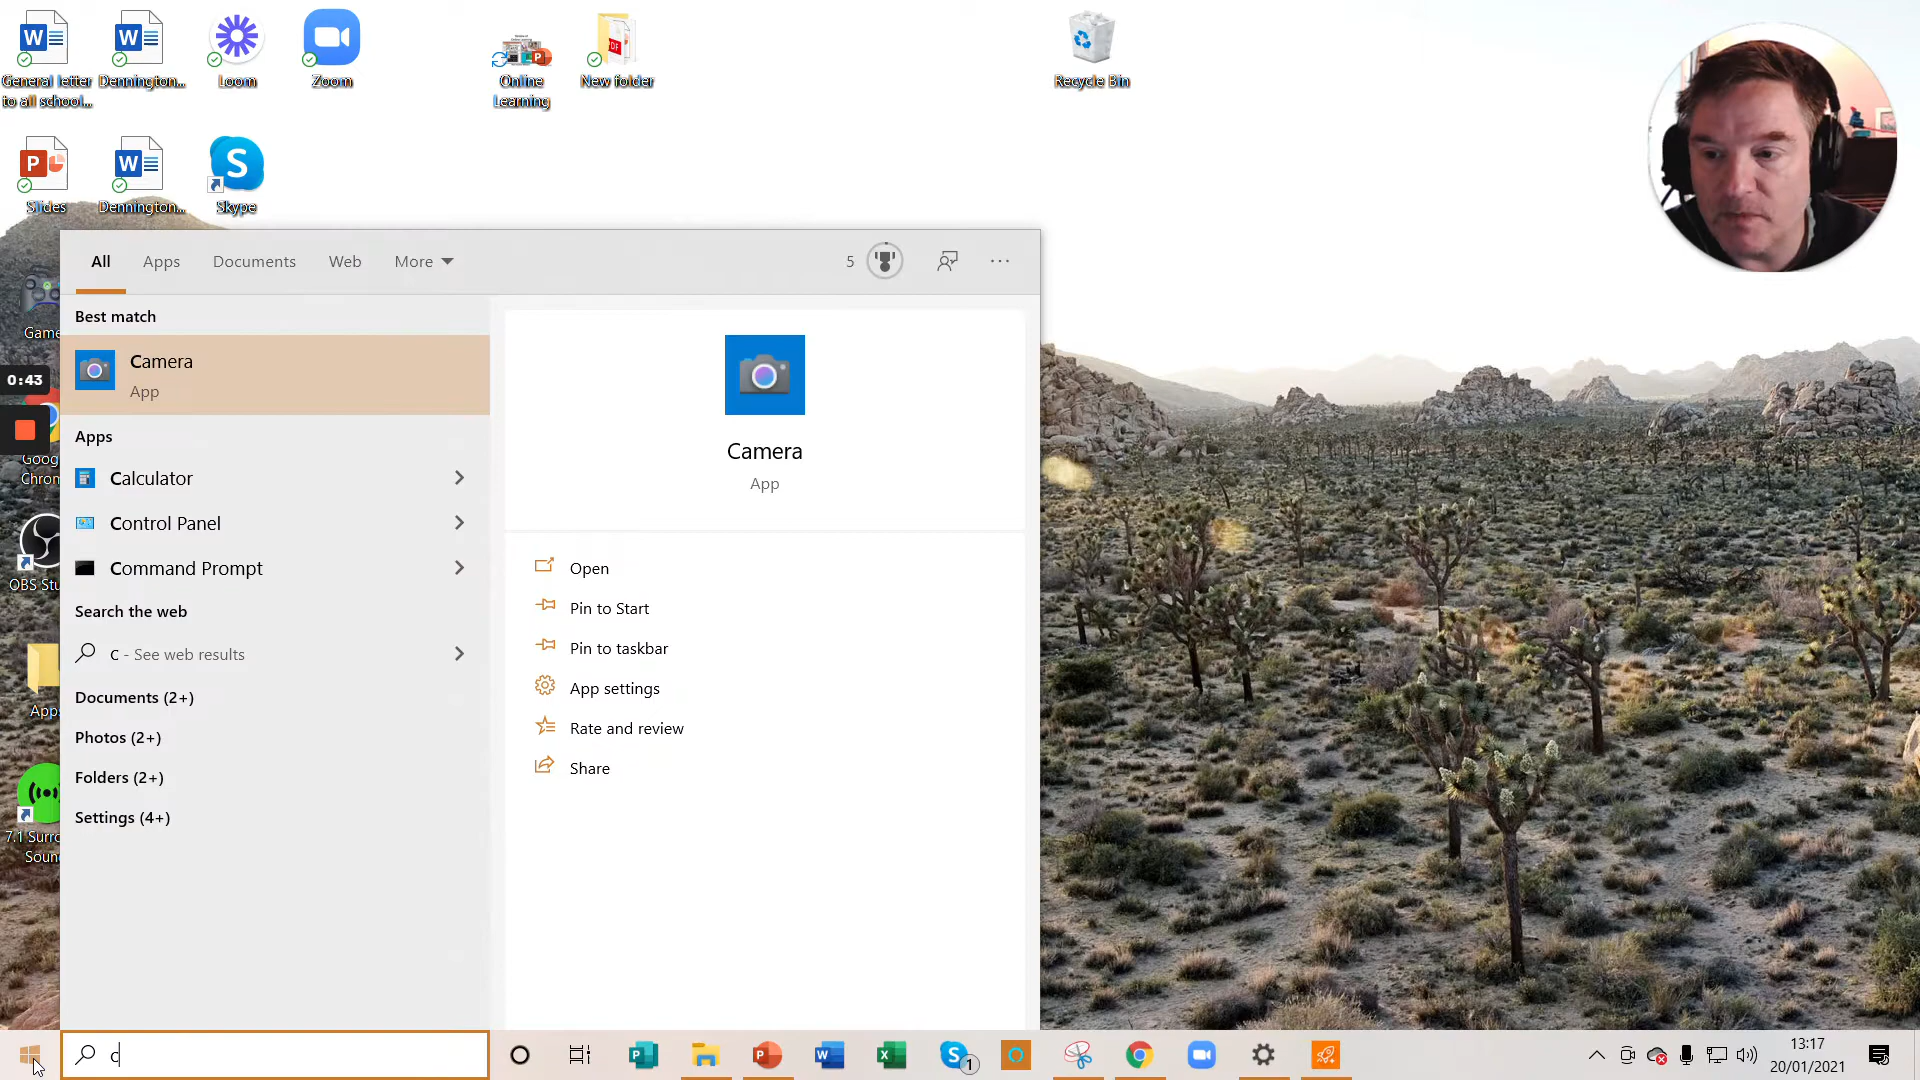 General letter
to all school...
Dennington...
Loom
Zoom
Online
Learning
New folder
Recycle Bin
Slides
Dennington...
Skype
Game
0:43
Goog
Chrom
OBS Stu
Apps
7.1 Surro
Soun
All
Apps
Documents
Web
More
5
Best match
Camera
App
Apps
Calculator
Control Panel
Command Prompt
Search the web
c - See web results
Documents (2+)
Photos (2+)
Folders (2+)
Settings (4+)
Camera
App
Open
Pin to Start
Pin to taskbar
App settings
Rate and review
Share
c
1
13:17
20/01/2021